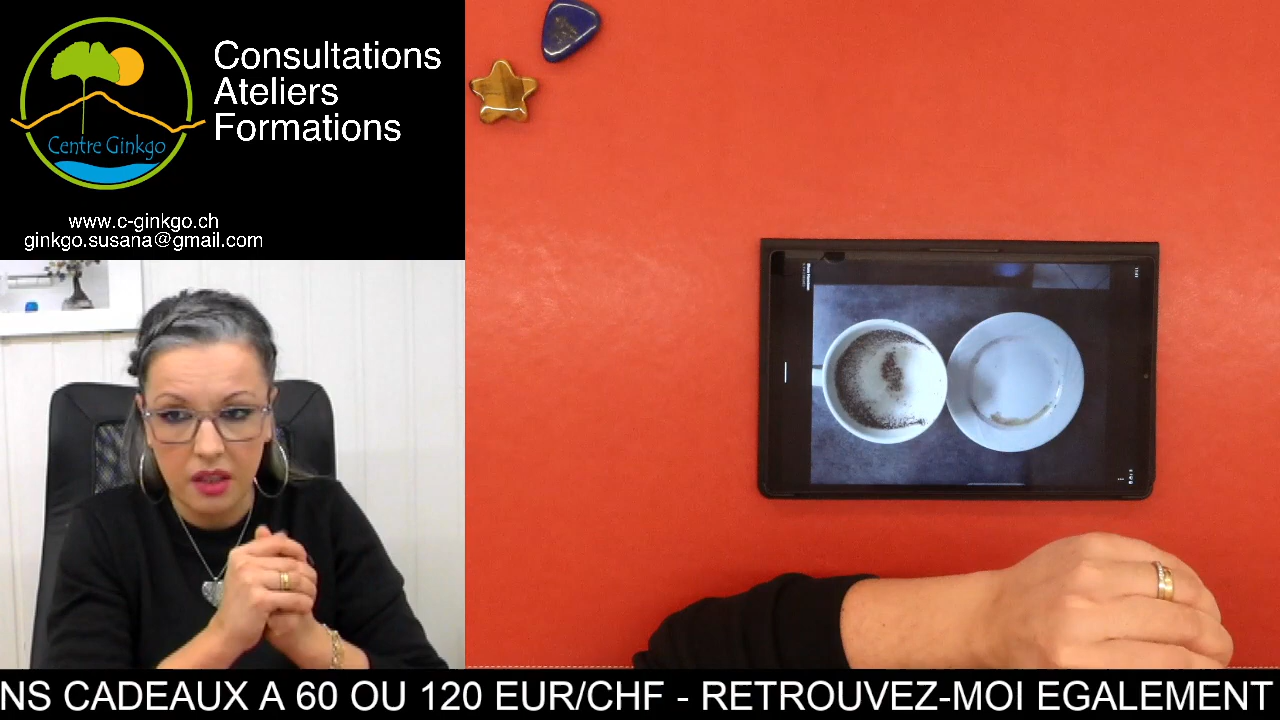 Consultations
Ateliers
Formations
Centre Ginkgo
www.c-ginkgo.ch
ginkgo.susana@gmail.com
NS CADEAUX A 60 OU 120 EUR/CHF - RETROUVEZ-MOI EGALEMENT